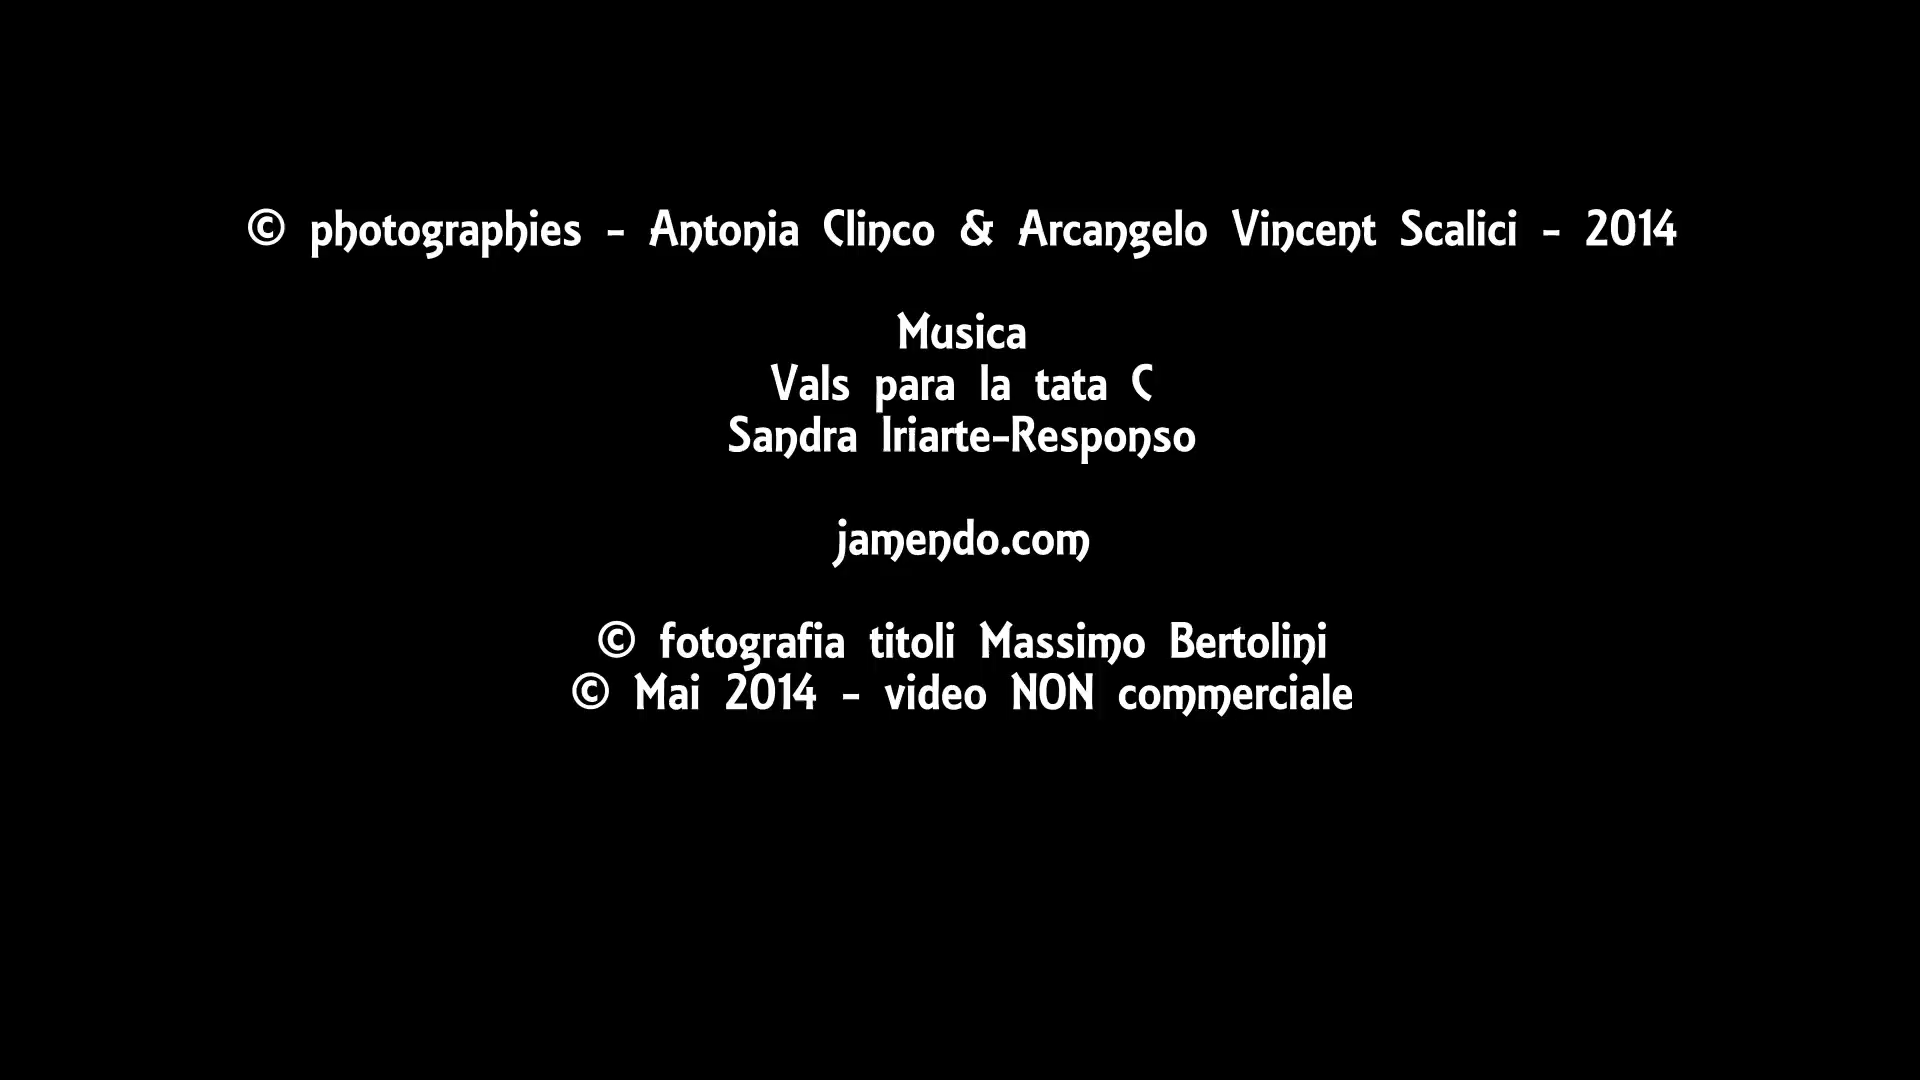 © photographies - Antonia Clinco & Arcangelo Vincent Scalici - 2014
Musica
Vals para la tata C
Sandra Iriarte-Responso
jamendo.com
© fotografia titoli Massimo Bertolini
© Mai 2014 - video NON commerciale